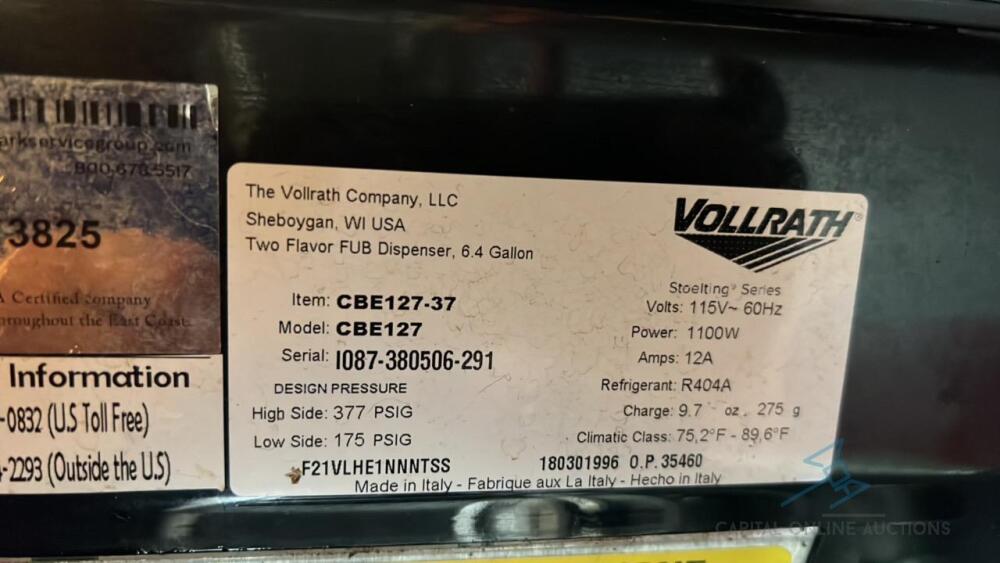 arkservicegroup.com
800-678-5517
3825
A Certified company
throughout the East Coast
Information
-0832 (U.S Toll Free)
-2293 (Outside the U.S)
The Vollrath Company, LLC
Sheboygan, WI USA
Two Flavor FUB Dispenser, 6.4 Gallon
Item: CBE127-37
Model: CBE127
Serial: I087-380506-291
DESIGN PRESSURE
High Side: 377 PSIG
Low Side: 175 PSIG
F21VLHE1NNNTSS
VOLLRATH®
Stoelting® Series
Volts: 115V~ 60Hz
Power: 1100W
Amps: 12A
Refrigerant: R404A
Charge: 9.7 oz, 275 g
Climatic Class: 75,2°F - 89,6°F
180301996 O.P.35460
Made in Italy - Fabrique aux La Italy - Hecho in Italy
CAPITAL ONLINE AUCTIONS